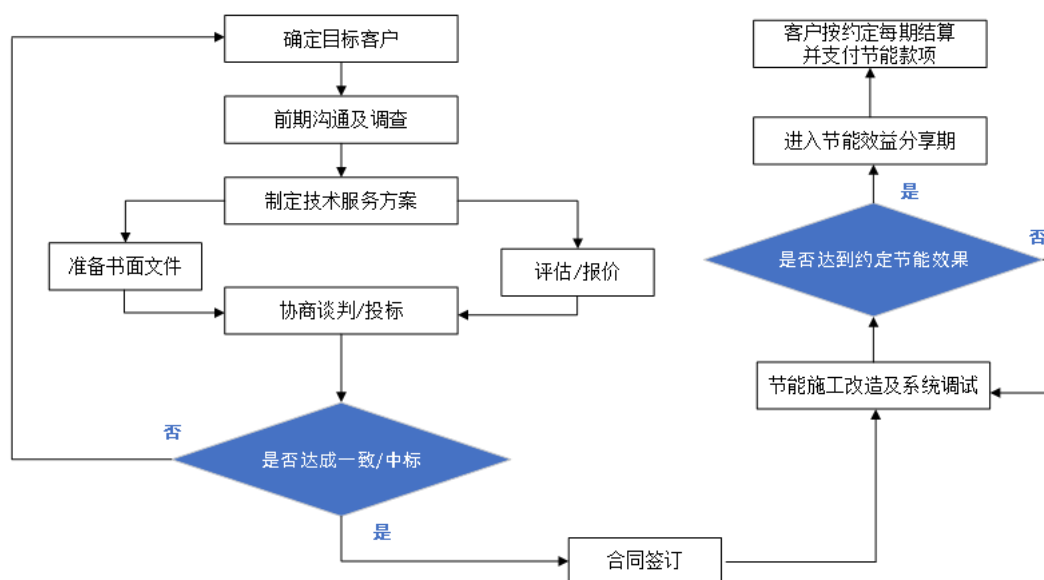 确定目标客户
前期沟通及调查
制定技术服务方案
准备书面文件
评估/报价
协商谈判/投标
否
是否达成一致/中标
是
合同签订
节能施工改造及系统调试
是否达到约定节能效果
否
是
进入节能效益分享期
客户按约定每期结算
并支付节能款项